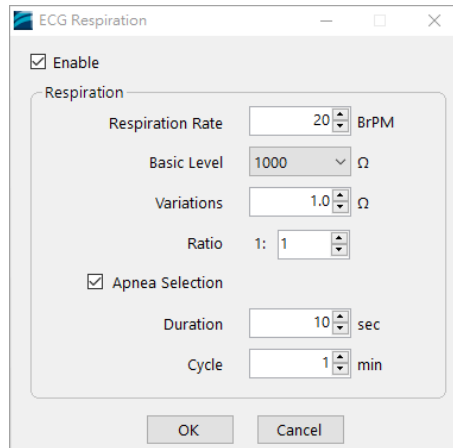 ECG Respiration
Enable
Respiration
Respiration Rate 20 BrPM
Basic Level 1000 Ω
Variations 1.0 Ω
Ratio 1: 1
Apnea Selection
Duration 10 sec
Cycle 1 min
OK Cancel